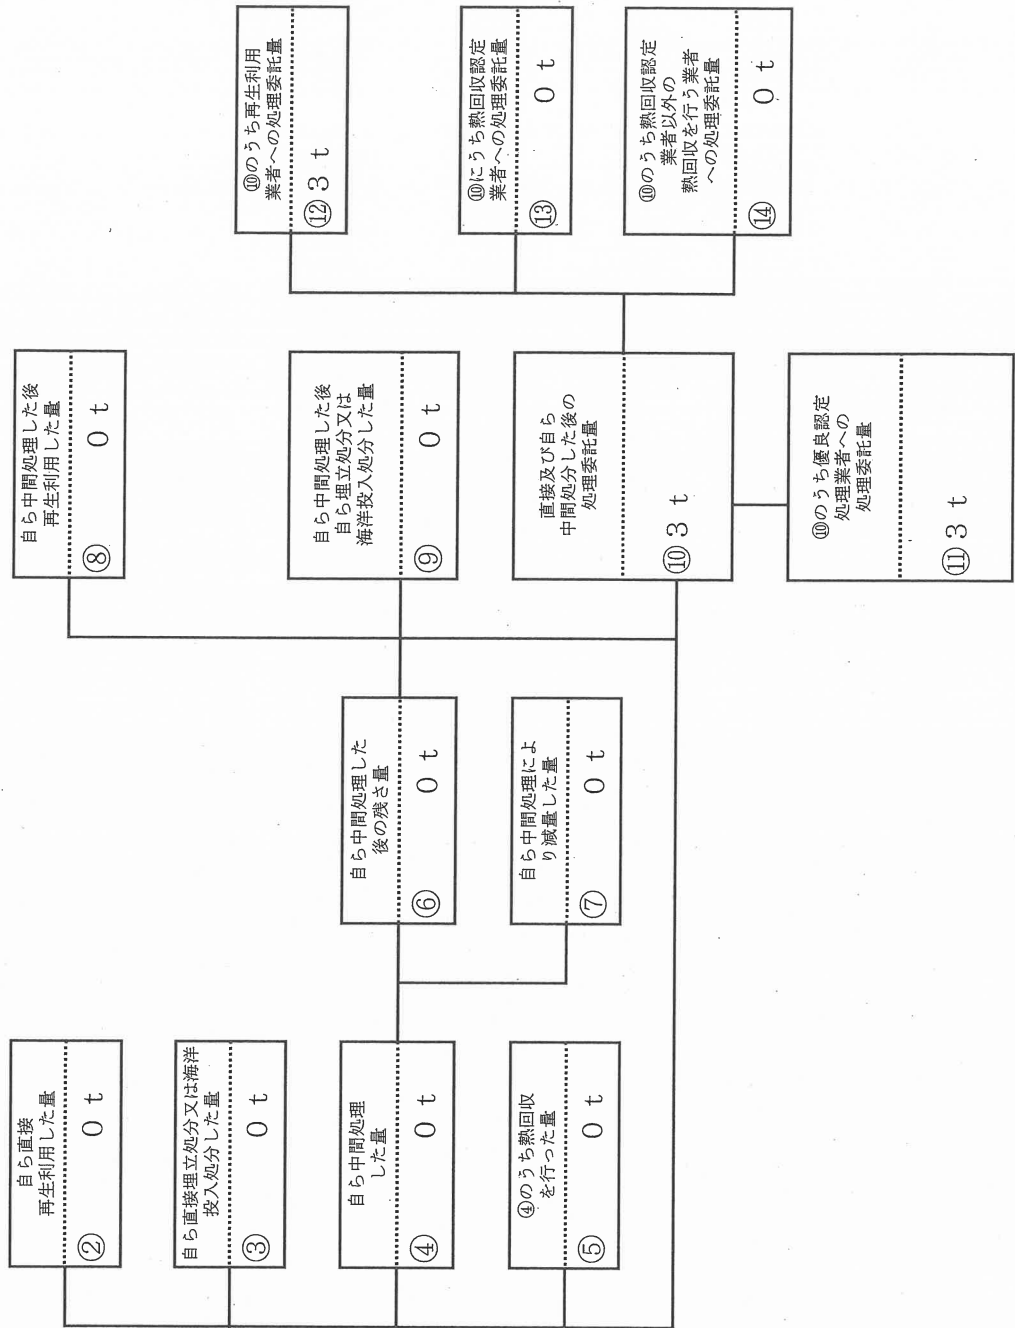 自ら直接
再生利用した量
② 0 t
自ら直接埋立処分又は海洋
投入処分した量
③ 0 t
自ら中間処理
した量
④ 0 t
④のうち熱回収
を行った量
⑤ 0 t
自ら中間処理した
後の残さ量
⑥ 0 t
自ら中間処理によ
り減量した量
⑦ 0 t
自ら中間処理した後
再生利用した量
⑧ 0 t
自ら中間処理した後
自ら埋立処分又は
海洋投入処分した量
⑨ 0 t
直接及び自ら
中間処分した後の
処理委託量
⑩ 3 t
⑩のうち優良認定
処理業者への
処理委託量
⑪ 3 t
⑩のうち再生利用
業者への処理委託量
⑫ 3 t
⑩にうち熱回収認定
業者への処理委託量
⑬ 0 t
⑩のうち熱回収認定
業者以外の
熱回収を行う業者
への処理委託量
⑭ 0 t